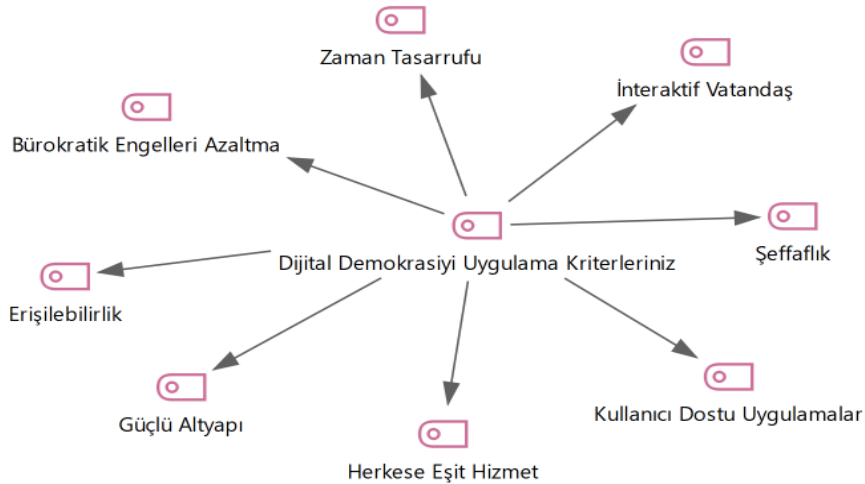 Zaman Tasarrufu
İnteraktif Vatandaş
Bürokratik Engelleri Azaltma
Şeffaflık
Dijital Demokrasiyi Uygulama Kriterleriniz
Erişilebilirlik
Kullanıcı Dostu Uygulamalar
Güçlü Altyapı
Herkese Eşit Hizmet